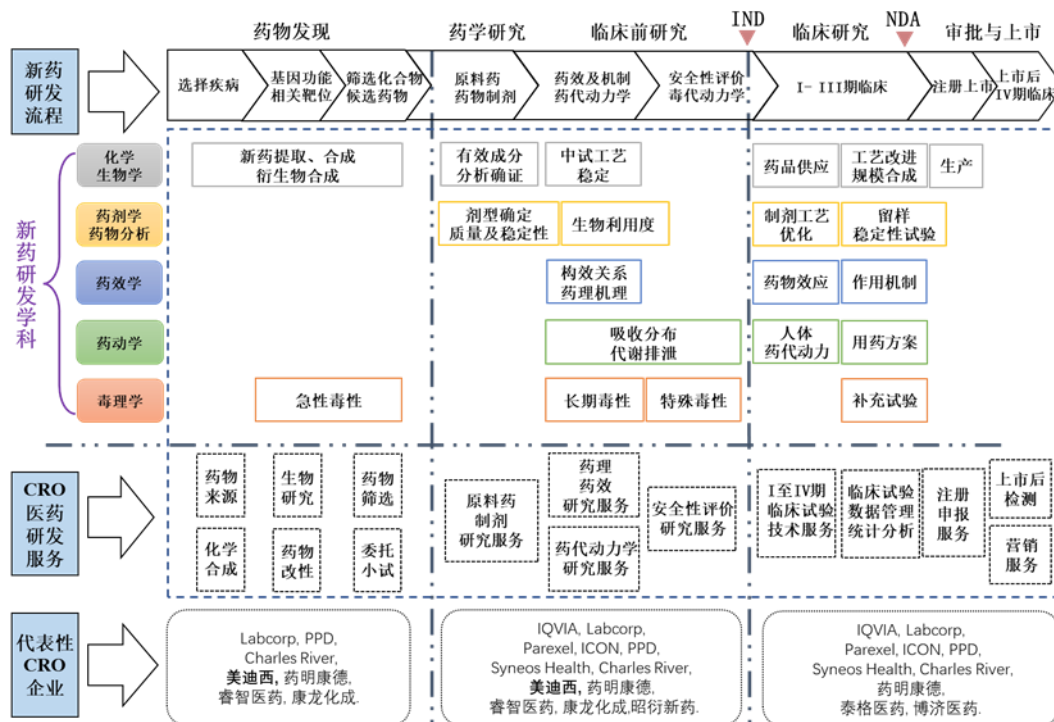 药物发现
药学研究
临床前研究
IND
临床研究
NDA
审批与上市
新药
研发
流程
选择疾病
基因功能
相关靶位
筛选化合物
候选药物
原料药
药物制剂
药效及机制
药代动力学
安全性评价
毒代动力学
I- III期临床
注册上市
上市后
IV期临床
新药研发学科
化学
生物学
新药提取、合成
衍生物合成
有效成分
分析确证
中试工艺
稳定
药品供应
工艺改进
规模合成
生产
药剂学
药物分析
剂型确定
质量及稳定性
生物利用度
制剂工艺
优化
留样
稳定性试验
药效学
构效关系
药理机理
药物效应
作用机制
药动学
吸收分布
代谢排泄
人体
药代动力
用药方案
毒理学
急性毒性
长期毒性
特殊毒性
补充试验
CRO
医药
研发
服务
药物
来源
生物
研究
药物
筛选
化学
合成
药物
改性
委托
小试
原料药
制剂
研究服务
药理
药效
研究服务
药代动力学
研究服务
安全性评价
研究服务
I至IV期
临床试验
技术服务
临床试验
数据管理
统计分析
注册
申报
服务
上市后
检测
营销
服务
代表性
CRO
企业
Labcorp, PPD,
Charles River,
美迪西, 药明康德,
睿智医药, 康龙化成.
IQVIA, Labcorp,
Parexel, ICON, PPD,
Syneos Health, Charles River,
美迪西, 药明康德,
睿智医药, 康龙化成,昭衍新药.
IQVIA, Labcorp,
Parexel, ICON, PPD,
Syneos Health, Charles River,
药明康德,
泰格医药, 博济医药.